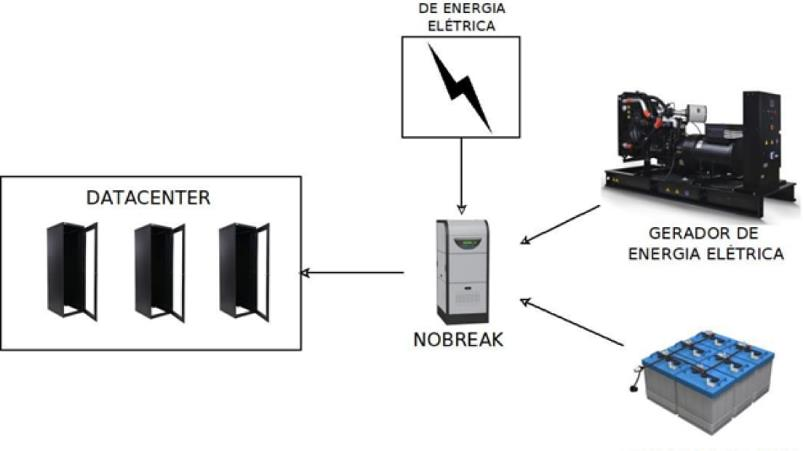 DE ENERGIA
ELÉTRICA
DATACENTER
GERADOR DE
ENERGIA ELÉTRICA
NOBREAK